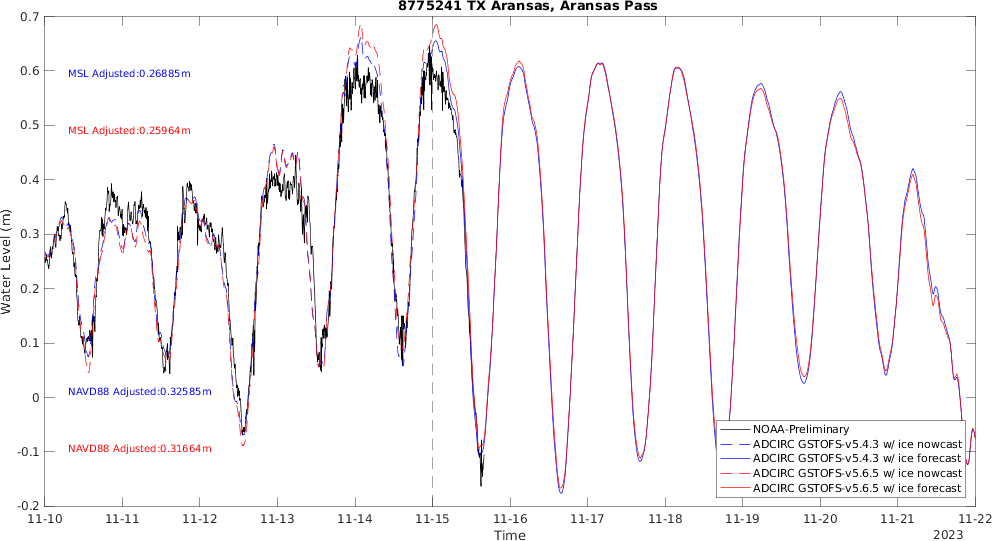 8775241 TX Aransas, Aransas Pass
0.7
0.6
0.5
0.4
0.3
0.2
0.1
0
-0.1
-0.2
Water Level (m)
MSL Adjusted:0.26885m
MSL Adjusted:0.25964m
NAVD88 Adjusted:0.32585m
NAVD88 Adjusted:0.31664m
NOAA-Preliminary
ADCIRC GSTOFS-v5.4.3 w/ ice nowcast
ADCIRC GSTOFS-v5.4.3 w/ ice forecast
ADCIRC GSTOFS-v5.6.5 w/ ice nowcast
ADCIRC GSTOFS-v5.6.5 w/ ice forecast
11-10 11-11 11-12 11-13 11-14 11-15 11-16 11-17 11-18 11-19 11-20 11-21 11-22
Time
2023